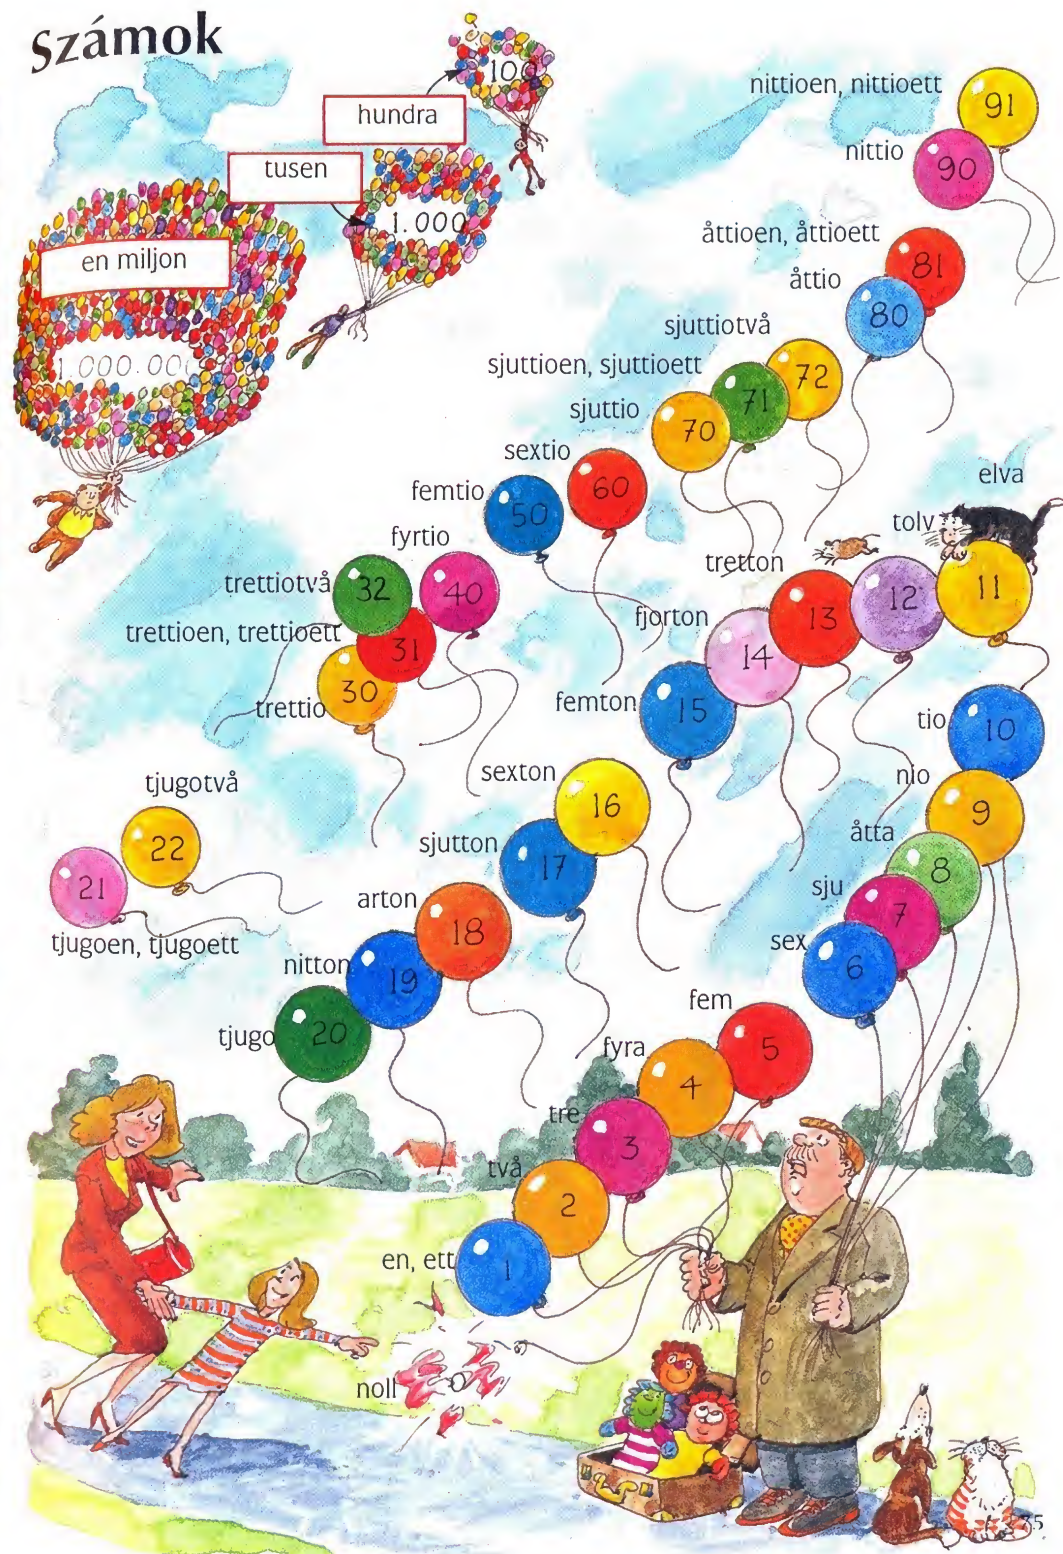 Számok
100
hundra
tusen
1.000
en miljon
1.000.000
nittioen, nittioett
91
nittio
90
åttioen, åttioett
81
åttio
80
sjuttiotvå
72
sjuttioen, sjuttioett
71
sjuttio
70
sextio
60
femtio
50
fyrtio
40
trettiotvå
32
trettioen, trettioett
31
trettio
30
tjugotvå
22
21
tjugoen, tjugoett
elva
11
tolv
12
tretton
13
fjorton
14
femton
15
sexton
16
sjutton
17
arton
18
nitton
19
tjugo
20
tio
10
nio
9
åtta
8
sju
7
sex
6
fem
5
fyra
4
tre
3
två
2
en, ett
1
noll
0
75